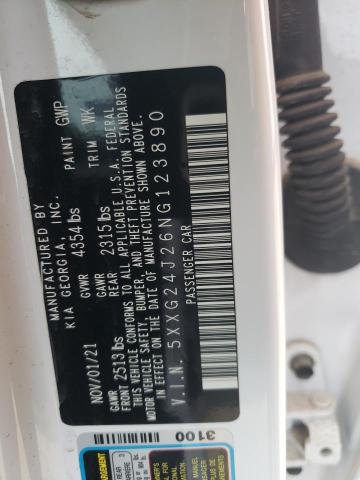 MANUFACTURED BY
KIA GEORGIA, INC.
NOV/01/21 GVWR 4354 lbs PAINT GWP
GAWR GAWR TRIM WK
FRONT 2513 lbs REAR 2315 lbs
THIS VEHICLE CONFORMS TO ALL APPLICABLE U.S.A. FEDERAL
MOTOR VEHICLE SAFETY, BUMPER, AND THEFT PREVENTION STANDARDS
IN EFFECT ON THE DATE OF MANUFACTURE SHOWN ABOVE.
V.I.N. 5XXG24J26NG123890
PASSENGER CAR
3100
REAR 3